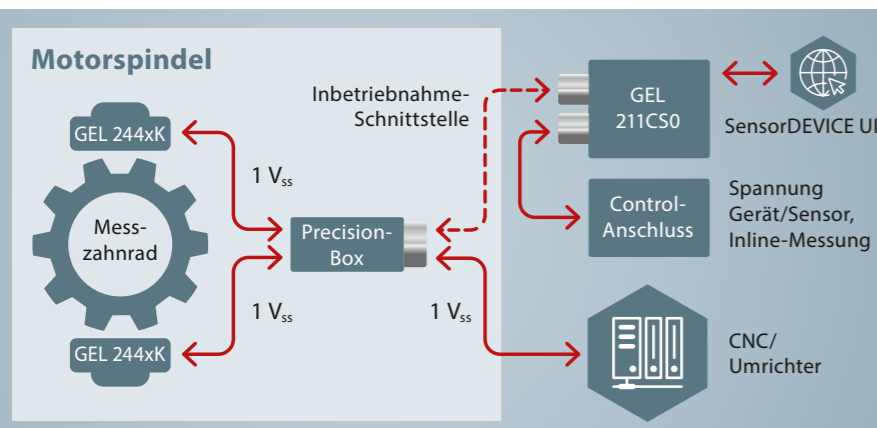 Motorspindel
GEL 244xK
1 Vss
Mess-
zahnrad
1 Vss
GEL 244xK
Precision-
Box
1 Vss
Inbetriebnahme-
Schnittstelle
GEL
211CS0
SensorDEVICE UI
Control-
Anschluss
Spannung
Gerät/Sensor,
Inline-Messung
CNC/
Umrichter